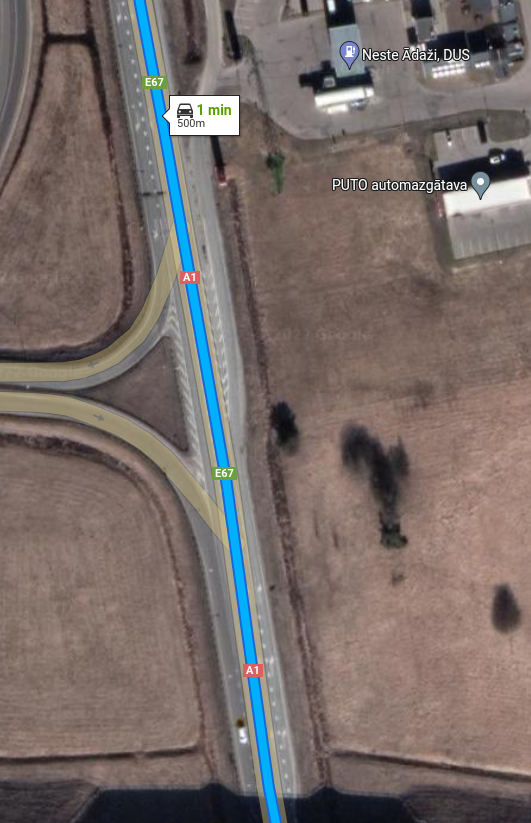 Neste Ādaži, DUS
E67
1 min
500m
PUTO automazgātava
A1
E67
A1